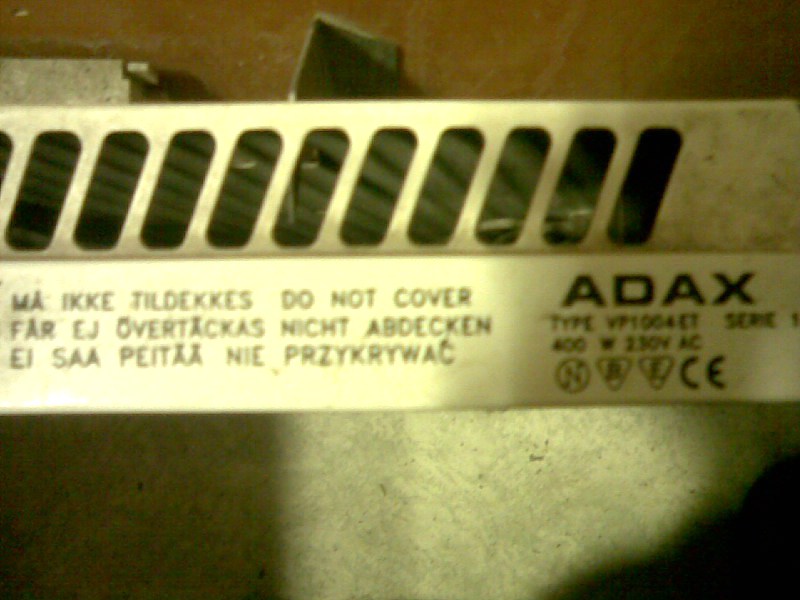 MÅ IKKE TILDEKKES DO NOT COVER
FÅR EJ ÖVERTÄCKAS NICHT ABDECKEN
EI SAA PEITÄÄ NIE PRZYKRYWAĆ
ADAX
TYPE VP1004ET SERIE 1
400 W 230V AC
N B E CE